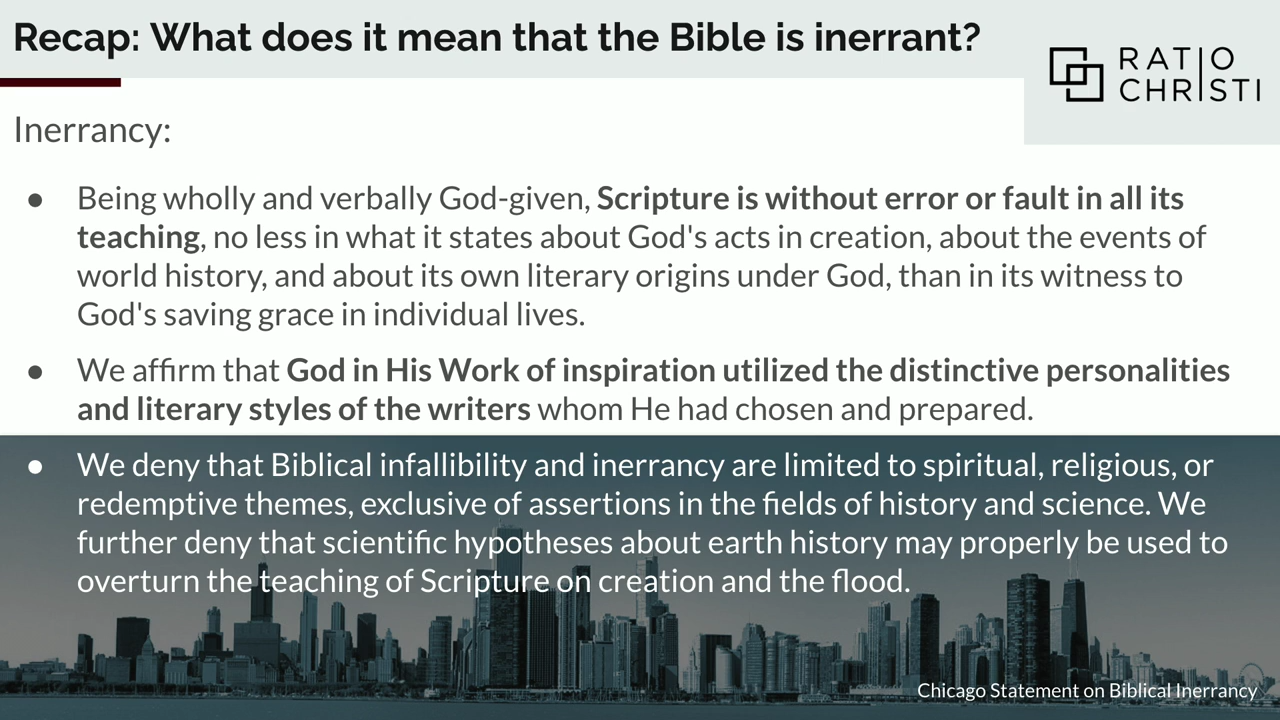 Recap: What does it mean that the Bible is inerrant?
RATIO
CHRISTI
Inerrancy:
● Being wholly and verbally God-given, Scripture is without error or fault in all its
teaching, no less in what it states about God's acts in creation, about the events of
world history, and about its own literary origins under God, than in its witness to
God's saving grace in individual lives.
● We affirm that God in His Work of inspiration utilized the distinctive personalities
and literary styles of the writers whom He had chosen and prepared.
● We deny that Biblical infallibility and inerrancy are limited to spiritual, religious, or
redemptive themes, exclusive of assertions in the fields of history and science. We
further deny that scientific hypotheses about earth history may properly be used to
overturn the teaching of Scripture on creation and the flood.
Chicago Statement on Biblical Inerrancy